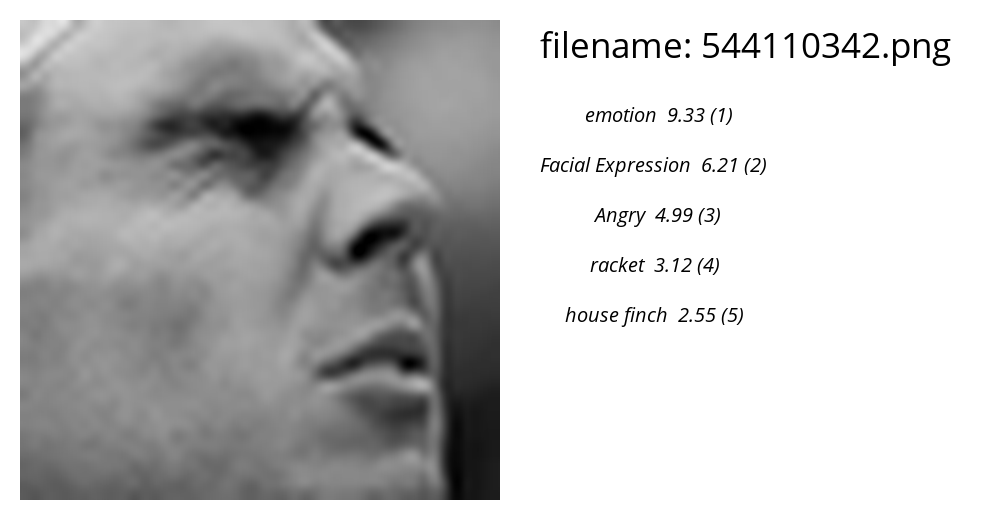 filename: 544110342.png
emotion 9.33 (1)
Facial Expression 6.21 (2)
Angry 4.99 (3)
racket 3.12 (4)
house finch 2.55 (5)